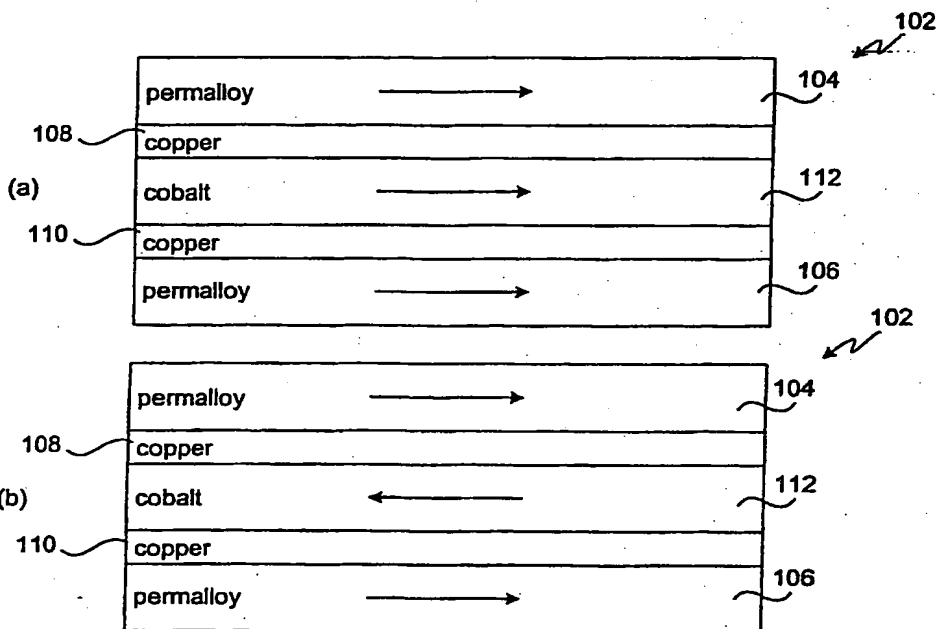 102
permalloy 104
108 copper
(a) cobalt 112
110 copper
permalloy 106
102
permalloy 104
108 copper
(b) cobalt 112
110 copper
permalloy 106